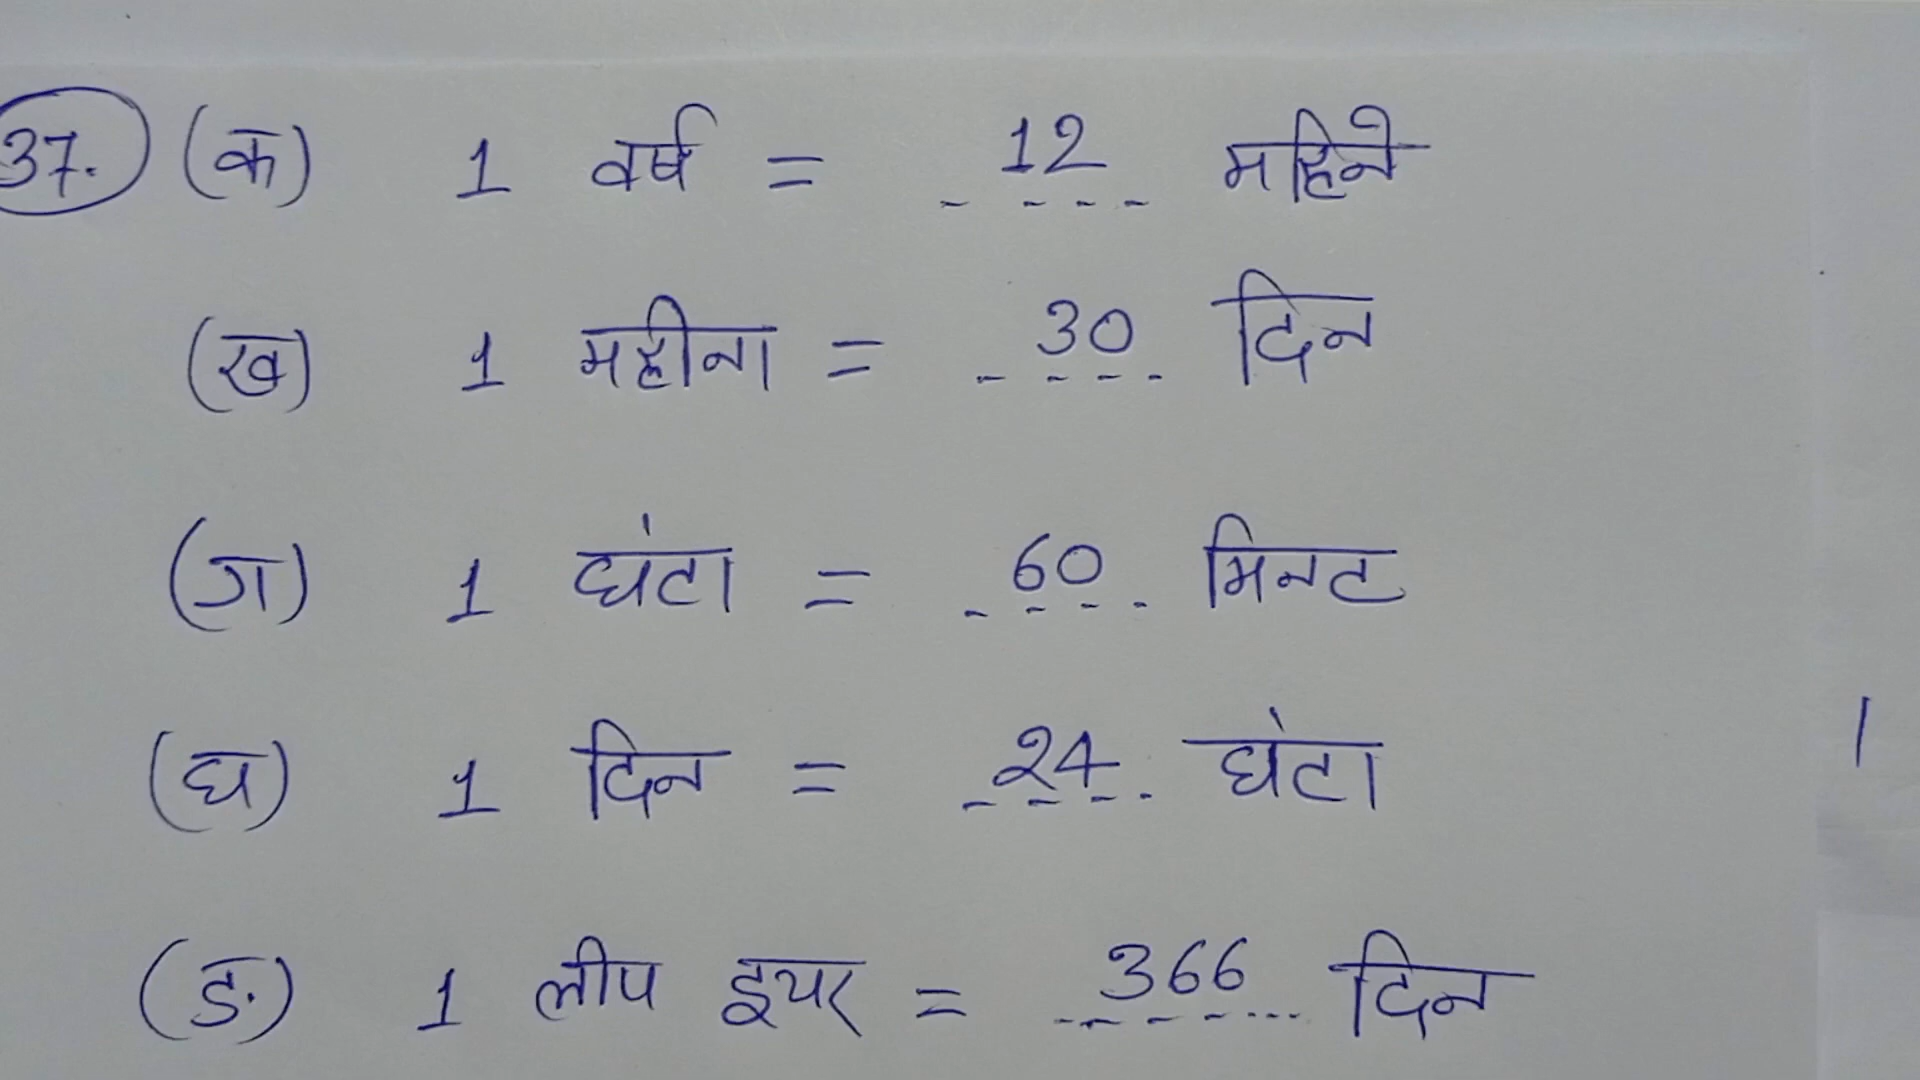 37. (क) 1 वर्ष = 12 महिने
(ख) 1 महीना = 30 दिन
(ग) 1 घंटा = 60 मिनट
(घ) 1 दिन = 24 घंटा
(ङ) 1 लीप इयर = 366 दिन